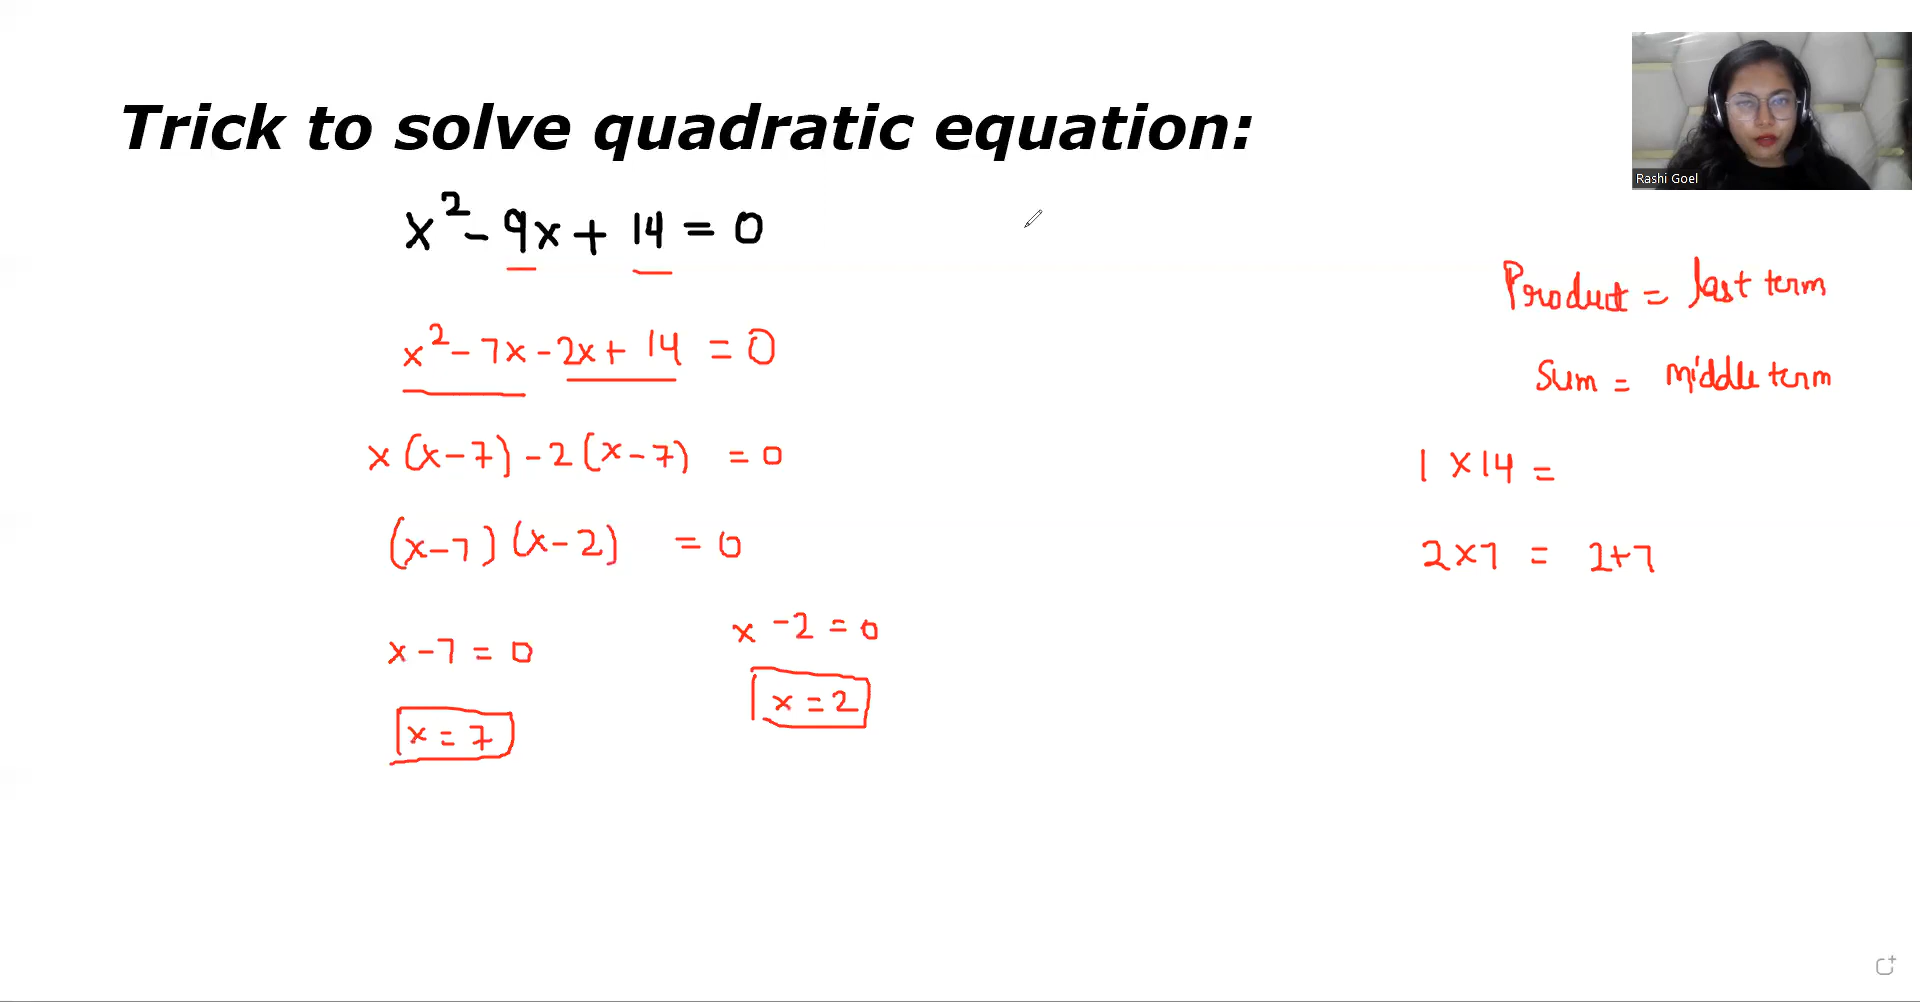 Trick to solve quadratic equation:
Rashi Goel
x² - 9x + 14 = 0
Product = last term
x² - 7x - 2x + 14 = 0
Sum = middle term
x (x - 7) - 2 (x - 7) = 0
1 x 14 =
(x - 7) (x - 2) = 0
2 x 7 = 2+7
x - 7 = 0
x - 2 = 0
x = 7
x = 2